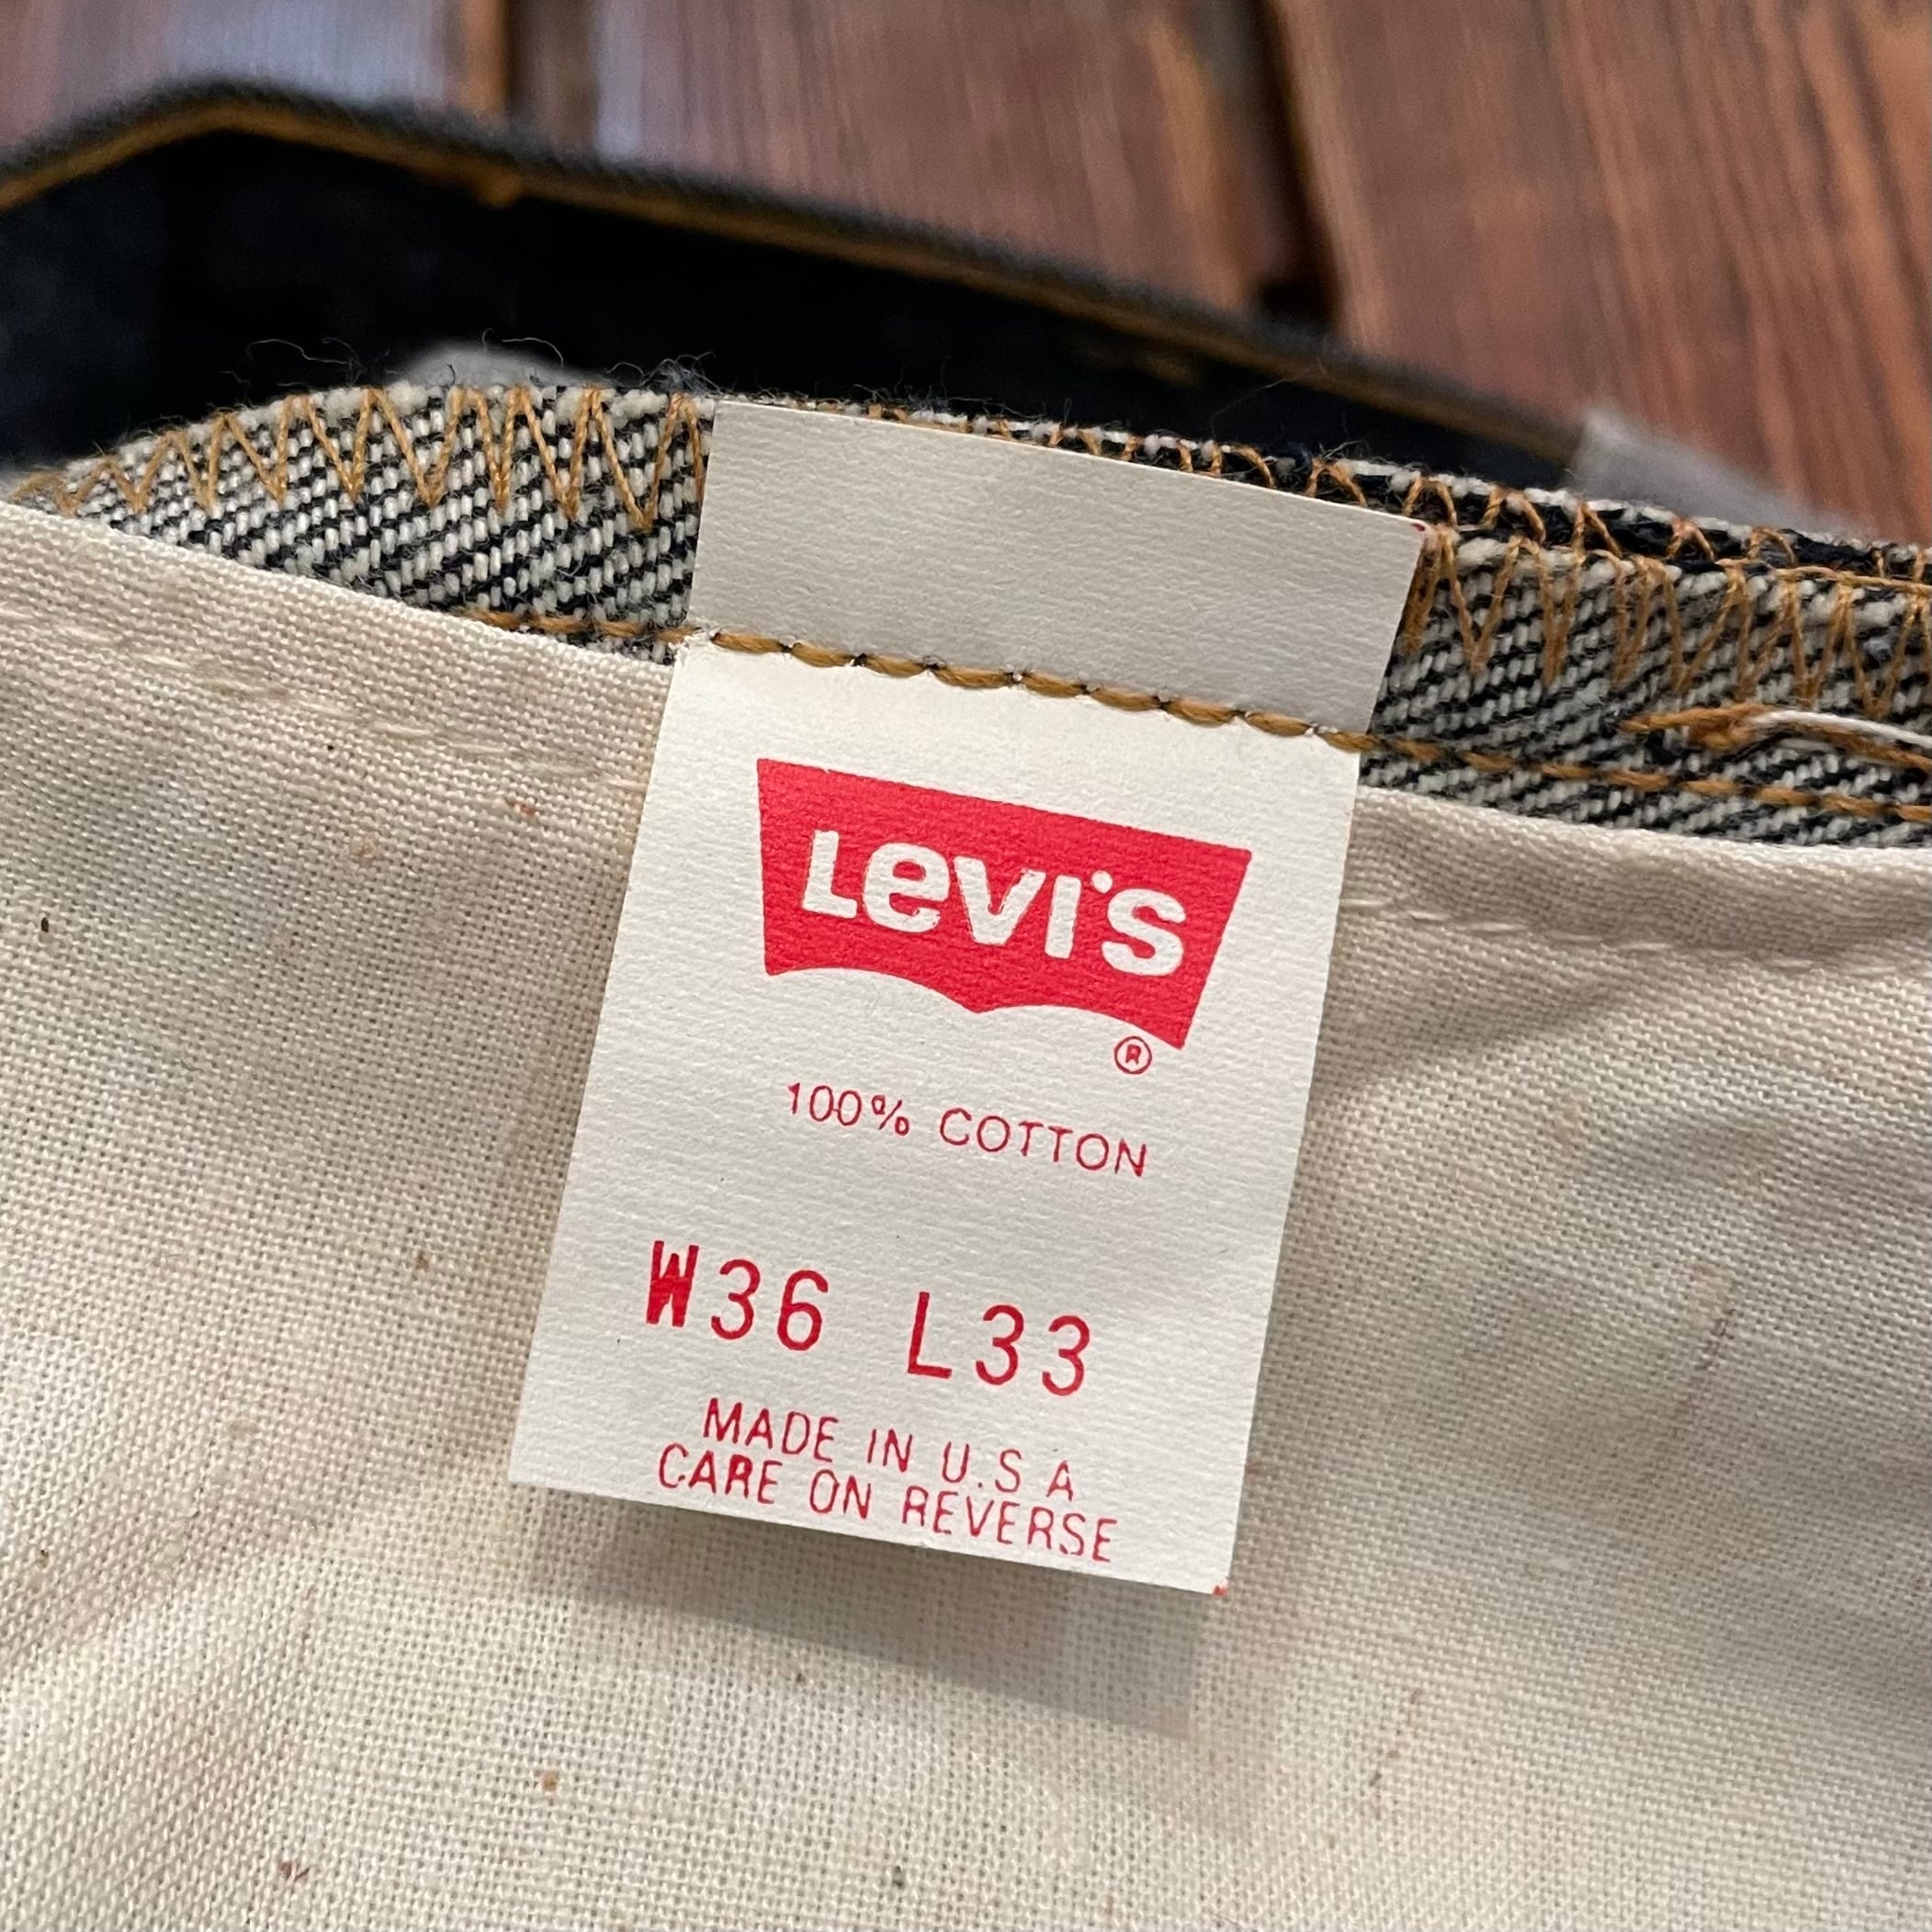 Levi's
®
100% COTTON
W36 L33
MADE IN U.S A
CARE ON REVERSE